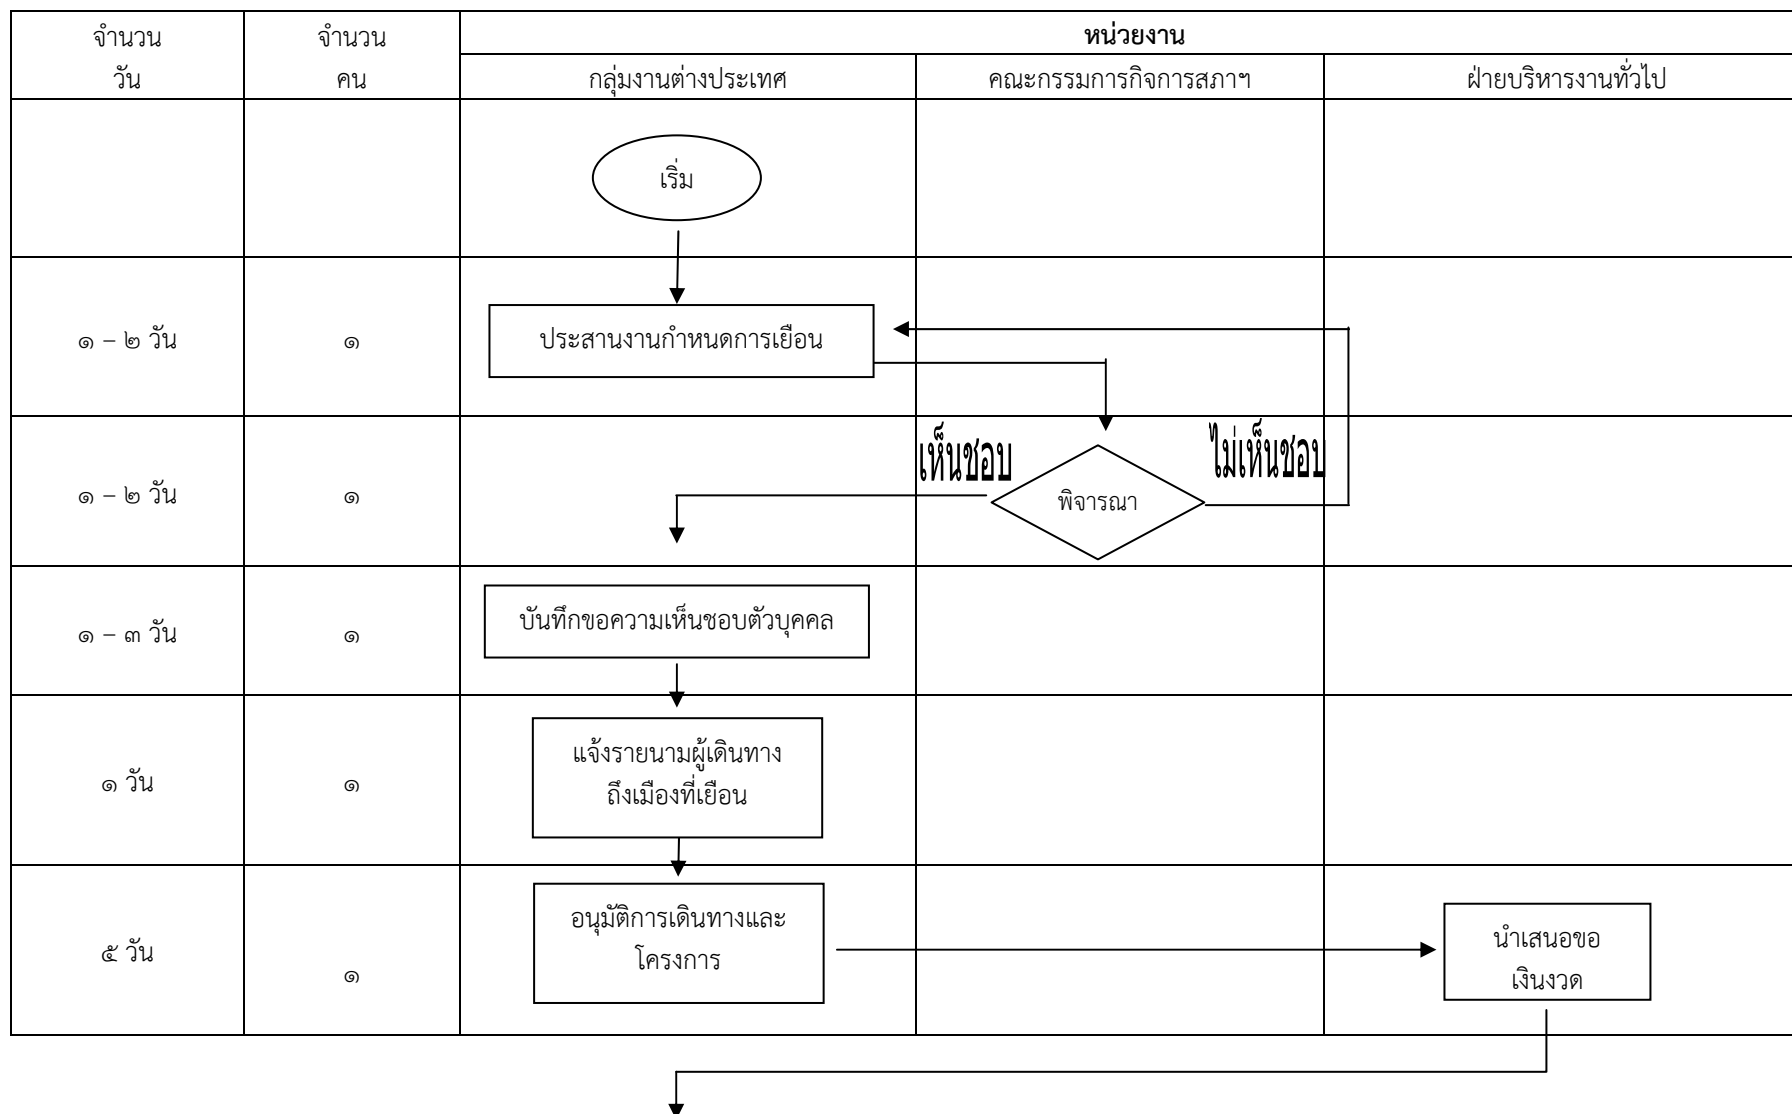 จำนวน
วัน
จำนวน
คน
หน่วยงาน
กลุ่มงานต่างประเทศ
คณะกรรมการกิจการสภาฯ
ฝ่ายบริหารงานทั่วไป
เริ่ม
๑ – ๒ วัน
๑
ประสานงานกำหนดการเยือน
๑ – ๒ วัน
๑
เห็นชอบ
พิจารณา
ไม่เห็นชอบ
๑ – ๓ วัน
๑
บันทึกขอความเห็นชอบตัวบุคคล
๑ วัน
๑
แจ้งรายนามผู้เดินทาง
ถึงเมืองที่เยือน
๕ วัน
๑
อนุมัติการเดินทางและ
โครงการ
นำเสนอขอ
เงินงวด